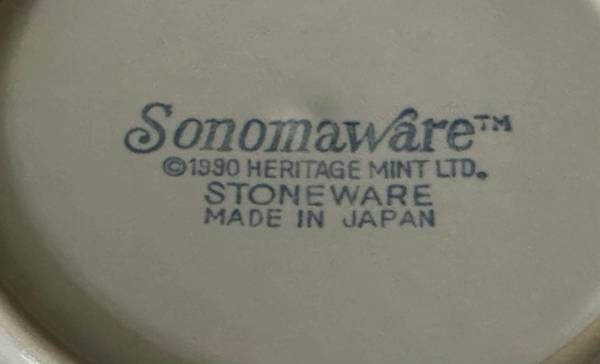 Sonomaware™
©1990 HERITAGE MINT LTD.
STONEWARE
MADE IN JAPAN